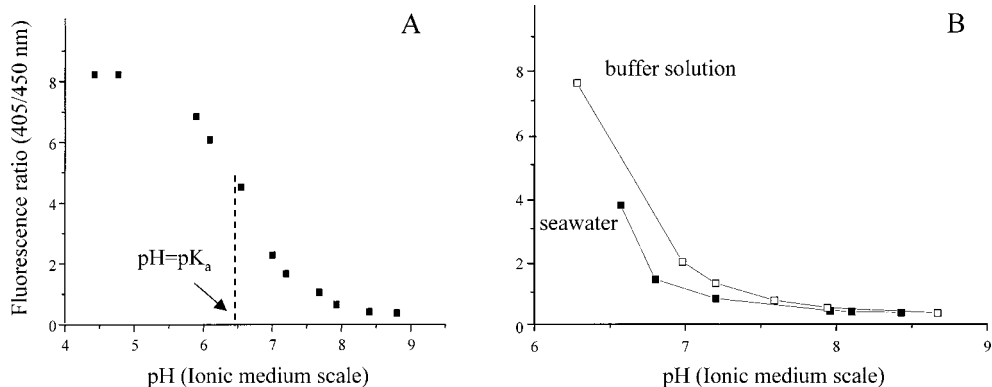 A
Fluorescence ratio (405/450 nm)
8
6
4
2
0
pH=pKa
4 5 6 7 8 9
pH (Ionic medium scale)
B
buffer solution
seawater
8
6
4
2
0
6 7 8 9
pH (Ionic medium scale)